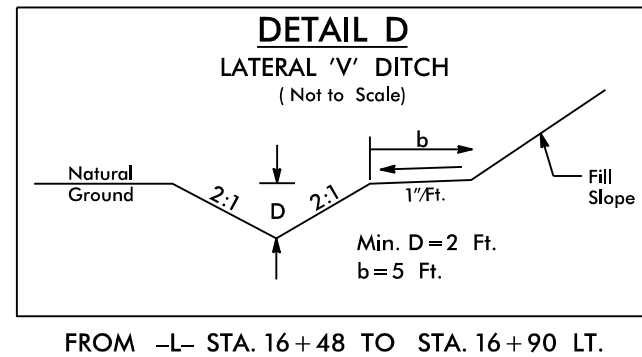 DETAIL D
LATERAL 'V' DITCH
( Not to Scale)
b
Natural
Ground
2:1
D
2:1
1"/Ft.
Fill
Slope
Min. D=2 Ft.
b=5 Ft.
FROM -L- STA. 16+48 TO STA. 16+90 LT.